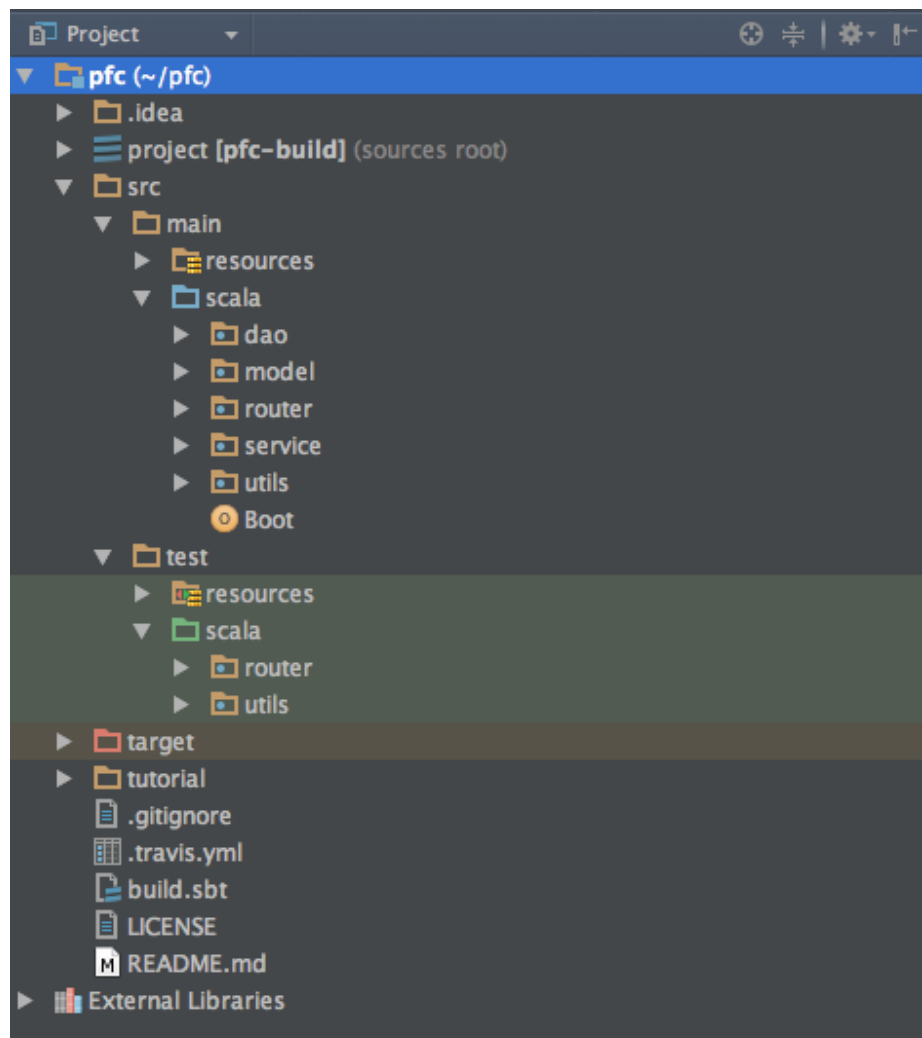 Project
pfc (~/pfc)
.idea
project [pfc-build] (sources root)
src
main
resources
scala
dao
model
router
service
utils
Boot
test
resources
scala
router
utils
target
tutorial
.gitignore
.travis.yml
build.sbt
LICENSE
README.md
External Libraries